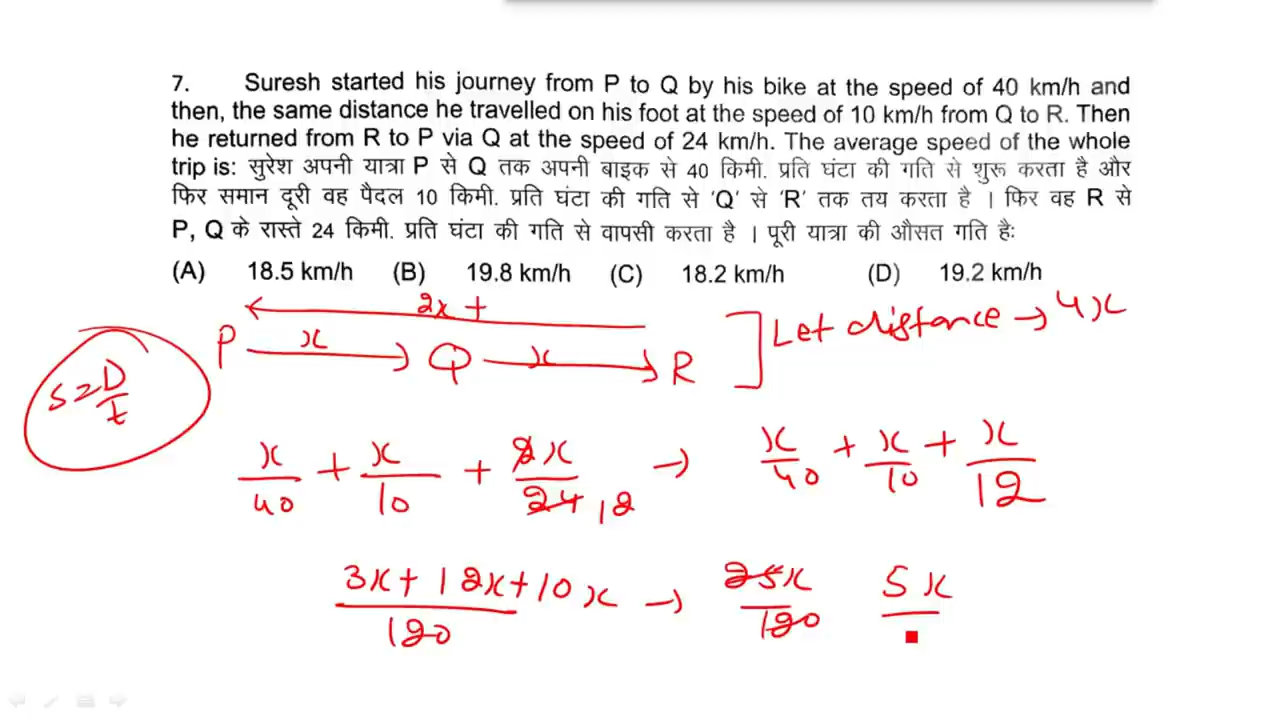 7. Suresh started his journey from P to Q by his bike at the speed of 40 km/h and
then, the same distance he travelled on his foot at the speed of 10 km/h from Q to R. Then
he returned from R to P via Q at the speed of 24 km/h. The average speed of the whole
trip is: सुरेश अपनी यात्रा P से Q तक अपनी बाइक से 40 किमी. प्रति घंटा की गति से शुरू करता है और
फिर समान दूरी वह पैदल 10 किमी. प्रति घंटा की गति से 'Q' से 'R' तक तय करता है । फिर वह R से
P, Q के रास्ते 24 किमी. प्रति घंटा की गति से वापसी करता है । पूरी यात्रा की औसत गति हैः
(A) 18.5 km/h (B) 19.8 km/h (C) 18.2 km/h (D) 19.2 km/h
2x +
P x Q x R ] Let distance → 4x
s = D/t
x/40 + x/10 + 2x/24 12 → x/40 + x/10 + x/12
3x + 12x + 10x / 120 → 25x/120 5x